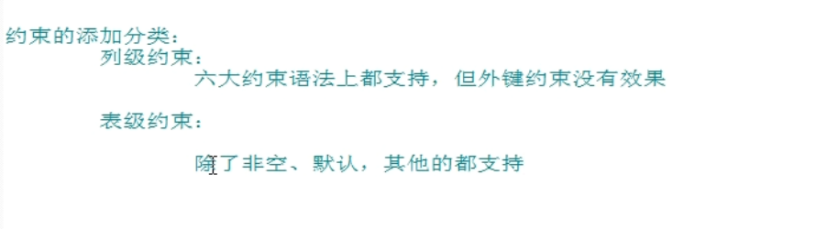 约束的添加分类：
列级约束：
六大约束语法上都支持，但外键约束没有效果
表级约束：
除了非空、默认，其他的都支持